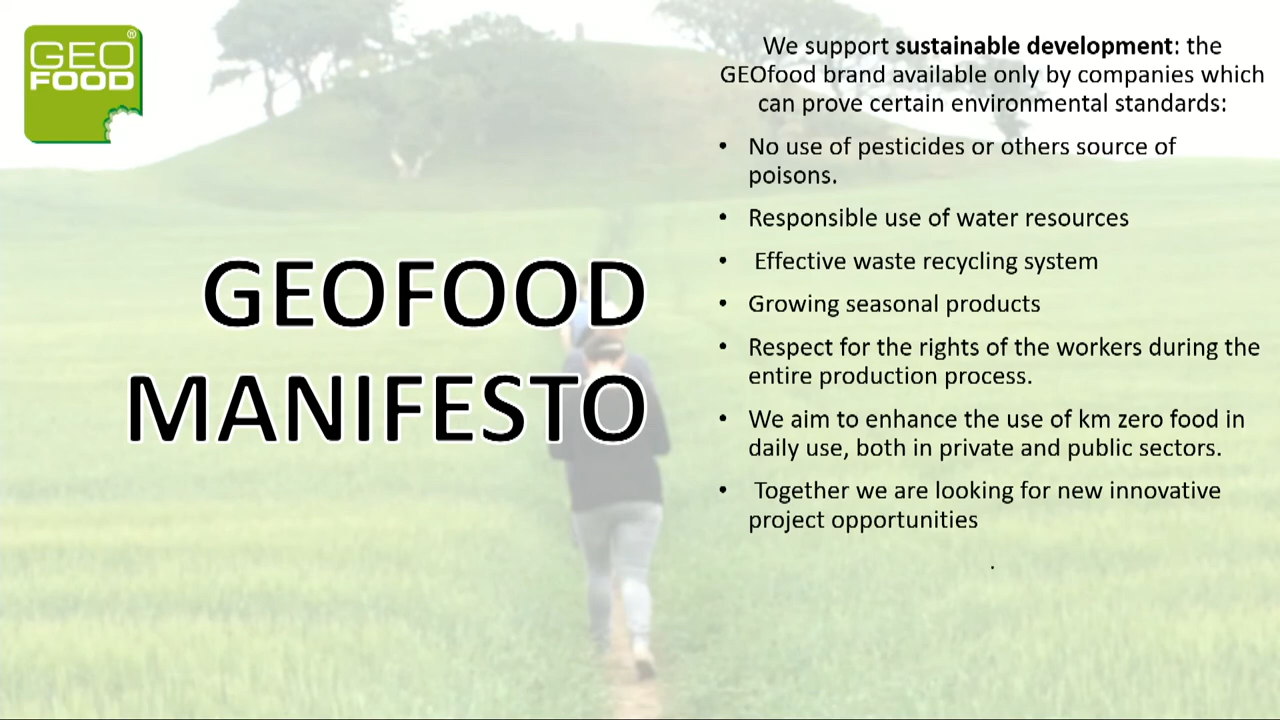 GEO®
FOOD
GEOFOOD
MANIFESTO
We support sustainable development: the
GEOfood brand available only by companies which
can prove certain environmental standards:
• No use of pesticides or others source of
poisons.
• Responsible use of water resources
• Effective waste recycling system
• Growing seasonal products
• Respect for the rights of the workers during the
entire production process.
• We aim to enhance the use of km zero food in
daily use, both in private and public sectors.
• Together we are looking for new innovative
project opportunities
.